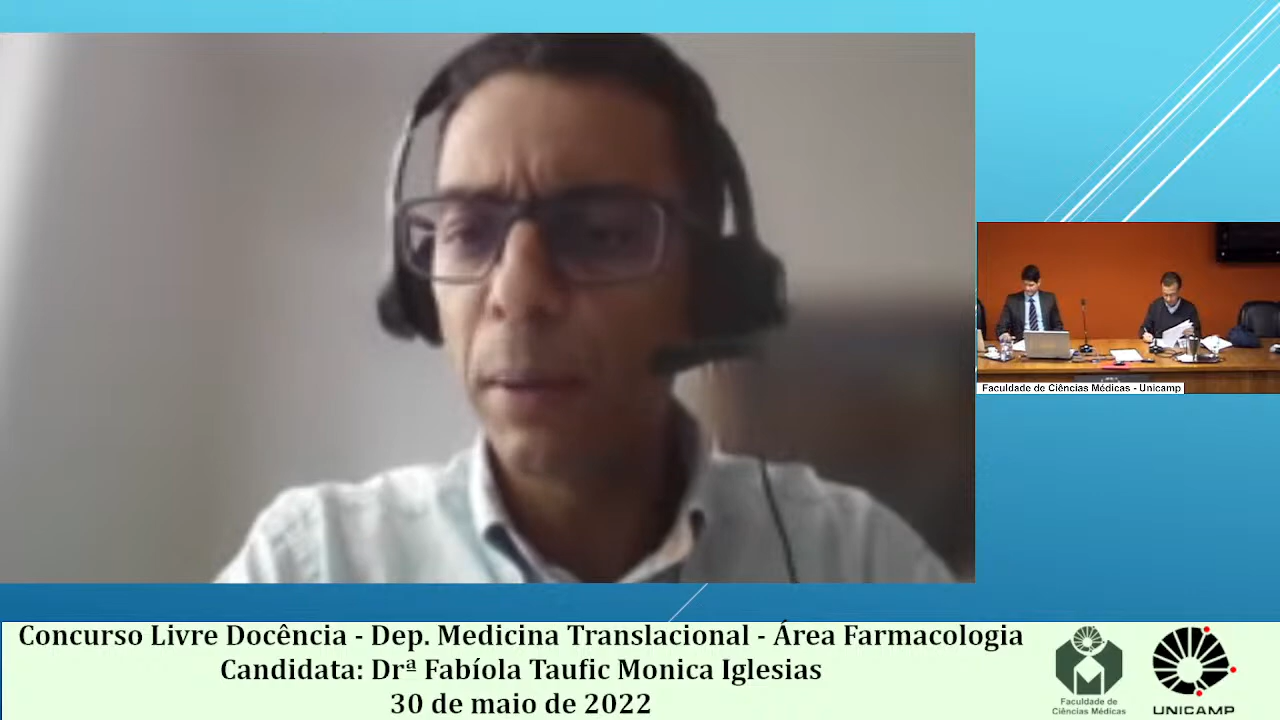 Faculdade de Ciências Médicas - Unicamp
Concurso Livre Docência - Dep. Medicina Translacional - Área Farmacologia
Candidata: Drª Fabíola Taufic Monica Iglesias
30 de maio de 2022
Faculdade de
Ciências Médicas
UNICAMP